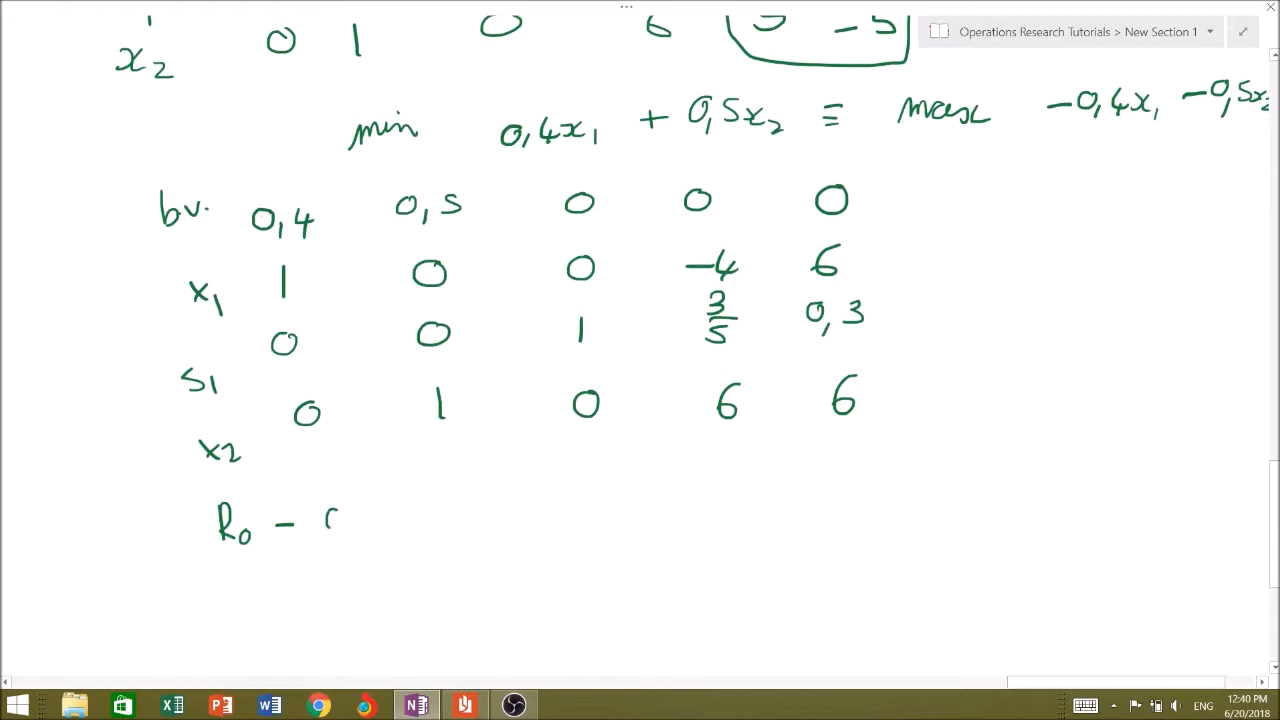 Operations Research Tutorials > New Section 1
x2 0 1 0 6 5 -5
min 0,4x1 + 0,5x2 ≡ max -0,4x1 -0,5x2
bv. 0,4 0,5 0 0 0
x1 1 0 0 -4 6
s1 0 0 1 3/5 0,3
x2 0 1 0 6 6
R0 -
ENG
12:40 PM
6/20/2018